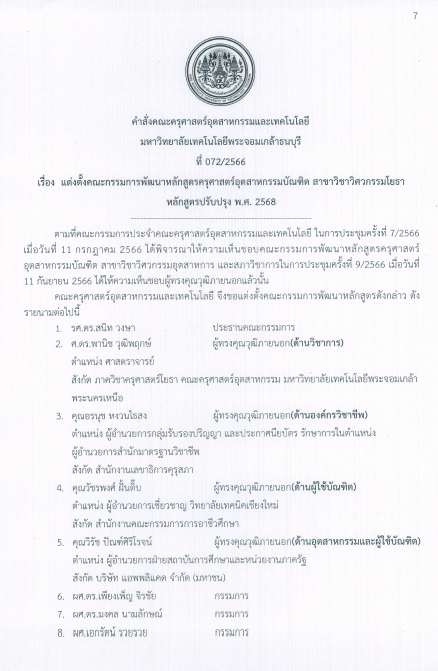 7
คำสั่งคณะครุศาสตร์อุตสาหกรรมและเทคโนโลยี
มหาวิทยาลัยเทคโนโลยีพระจอมเกล้าธนบุรี
ที่ 072/2566
เรื่อง แต่งตั้งคณะกรรมการพัฒนาหลักสูตรครุศาสตร์อุตสาหกรรมบัณฑิต สาขาวิชาวิศวกรรมโยธา
หลักสูตรปรับปรุง พ.ศ. 2568
ตามที่คณะกรรมการประจำคณะครุศาสตร์อุตสาหกรรมและเทคโนโลยี ในการประชุมครั้งที่ 7/2566
เมื่อวันที่ 11 กรกฎาคม 2566 ได้พิจารณาให้ความเห็นชอบคณะกรรมการพัฒนาหลักสูตรครุศาสตร์
อุตสาหกรรมบัณฑิต สาขาวิชาวิศวกรรมอุตสาหการ และสภาวิชาการในการประชุมครั้งที่ 9/2566 เมื่อวันที่
11 กันยายน 2566 ได้ให้ความเห็นชอบผู้ทรงคุณวุฒิภายนอกแล้วนั้น
คณะครุศาสตร์อุตสาหกรรมและเทคโนโลยี จึงขอแต่งตั้งคณะกรรมการพัฒนาหลักสูตรดังกล่าว ดัง
รายนามต่อไปนี้
1. รศ.ดร.สนิท วงษา ประธานคณะกรรมการ
2. ศ.ดร.พานิช วุฒิพฤกษ์ ผู้ทรงคุณวุฒิภายนอก(ด้านวิชาการ)
ตำแหน่ง ศาสตราจารย์
สังกัด ภาควิชาครุศาสตร์โยธา คณะครุศาสตร์อุตสาหกรรม มหาวิทยาลัยเทคโนโลยีพระจอมเกล้า
พระนครเหนือ
3. คุณอรนุช หงวนไธสง ผู้ทรงคุณวุฒิภายนอก(ด้านองค์กรวิชาชีพ)
ตำแหน่ง ผู้อำนวยการกลุ่มรับรองปริญญา และประกาศนียบัตร รักษาการในตำแหน่ง
ผู้อำนวยการสำนักมาตรฐานวิชาชีพ
สังกัด สำนักงานเลขาธิการคุรุสภา
4. คุณวัชรพงศ์ ฝั้นติ๊บ ผู้ทรงคุณวุฒิภายนอก(ด้านผู้ใช้บัณฑิต)
ตำแหน่ง ผู้อำนวยการเชี่ยวชาญ วิทยาลัยเทคนิคเชียงใหม่
สังกัด สำนักงานคณะกรรมการการอาชีวศึกษา
5. คุณวิรัช ปัณฑ์ศิริโรจน์ ผู้ทรงคุณวุฒิภายนอก(ด้านอุตสาหกรรมและผู้ใช้บัณฑิต)
ตำแหน่ง ผู้อำนวยการฝ่ายสถาบันการศึกษาและหน่วยงานภาครัฐ
สังกัด บริษัท แอพพลิแคด จำกัด (มหาชน)
6. ผศ.ดร.เพียงเพ็ญ จิรชัย กรรมการ
7. ผศ.ดร.มงคล นามลักษณ์ กรรมการ
8. ผศ.เอกรัตน์ รวยรวย กรรมการ